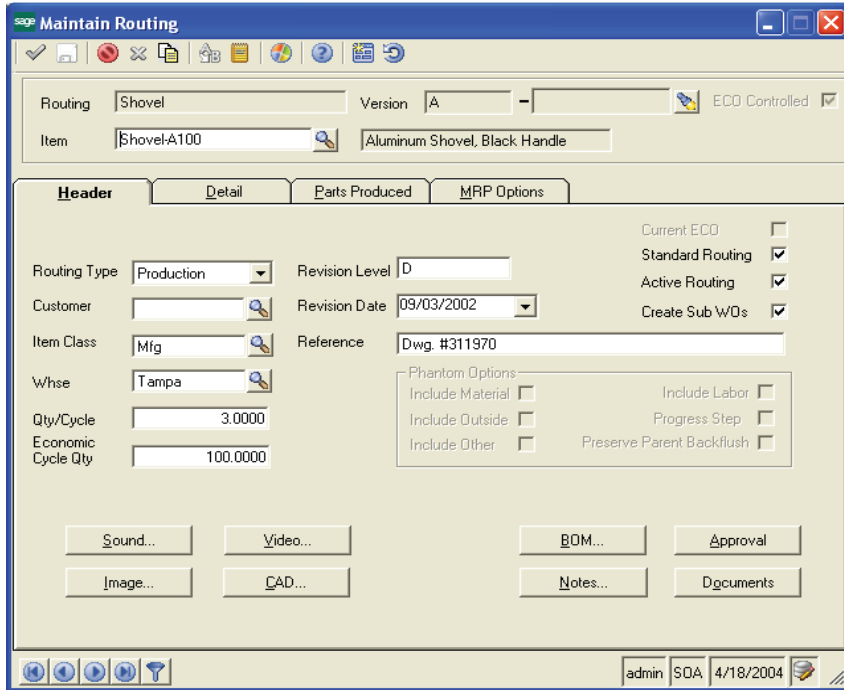 sage Maintain Routing
Routing Shovel Version A - ECO Controlled
Item Shovel-A100 Aluminum Shovel, Black Handle
Header Detail Parts Produced MRP Options
Current ECO
Standard Routing
Active Routing
Create Sub WOs
Routing Type Production Revision Level D
Customer Revision Date 09/03/2002
Item Class Mfg Reference Dwg. #311970
Whse Tampa
Qty/Cycle 3.0000
Economic
Cycle Qty 100.0000
Phantom Options
Include Material Include Labor
Include Outside Progress Step
Include Other Preserve Parent Backflush
Sound... Video... BOM... Approval
Image... CAD... Notes... Documents
admin SOA 4/18/2004